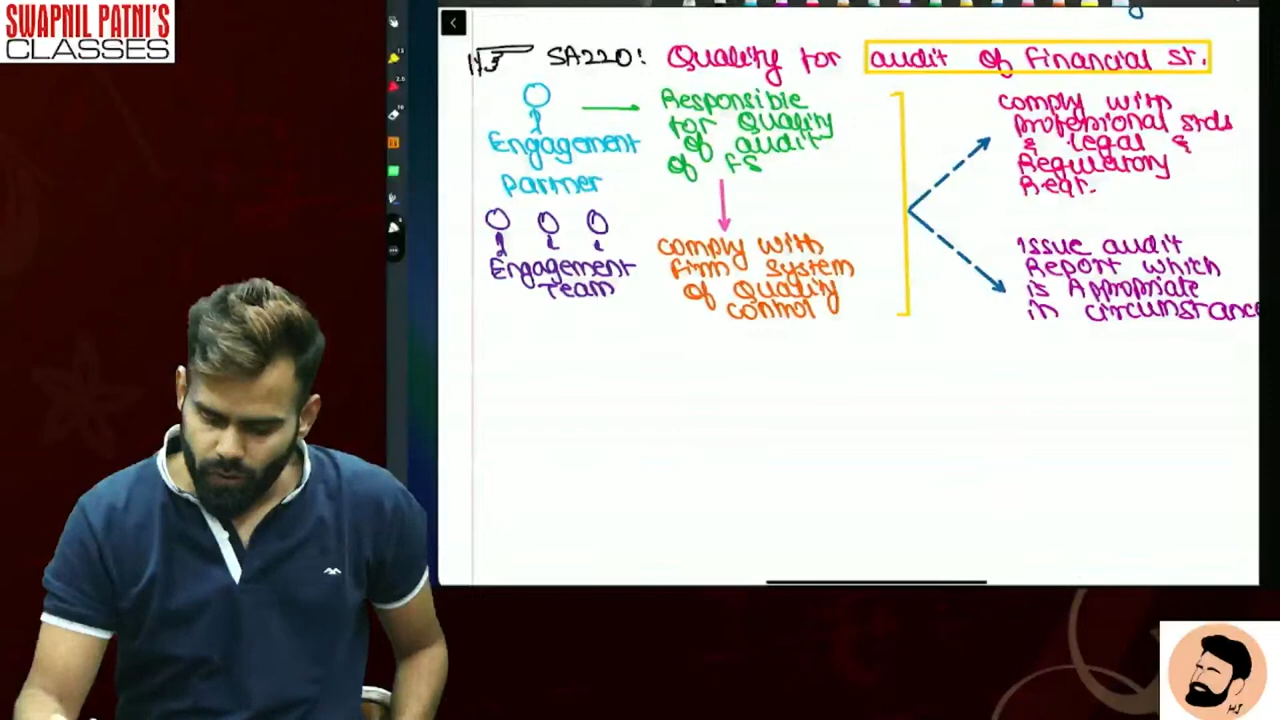 SWAPNIL PATNI'S
CLASSES
SA220: Quality for audit of Financial St.
Engagement
partner
Responsible
for Quality
of audit
of FS
comply with
professional stds
& Legal &
Regulatory
Reqr.
Engagement
Team
comply with
firm system
of Quality
control
Issue audit
Report which
is Appropriate
in circumstance